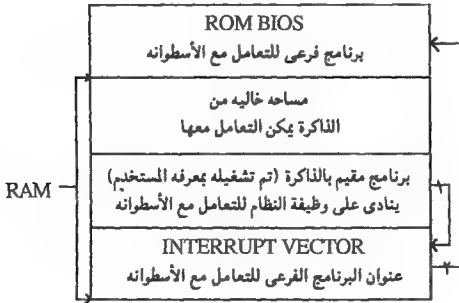 ROM BIOS
برنامج فرعى للتعامل مع الأسطوانه
مساحه خاليه من
الذاكرة يمكن التعامل معها
RAM
برنامج مقيم بالذاكرة (تم تشغيله بمعرفه المستخدم)
ينادى على وظيفة النظام للتعامل مع الأسطوانه
INTERRUPT VECTOR
عنوان البرنامج الفرعى للتعامل مع الأسطوانه